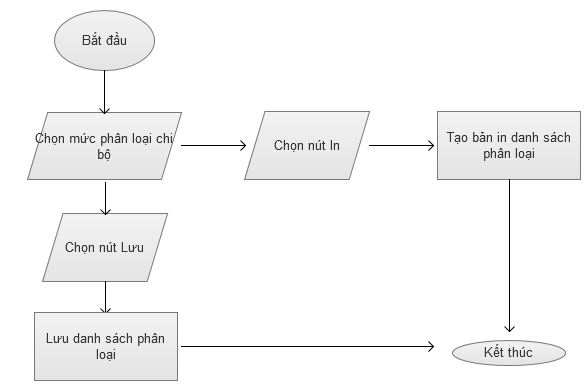 Bắt đầu
Chọn mức phân loại chi
bộ
Chọn nút In
Tạo bản in danh sách
phân loại
Chọn nút Lưu
Lưu danh sách phân
loại
Kết thúc